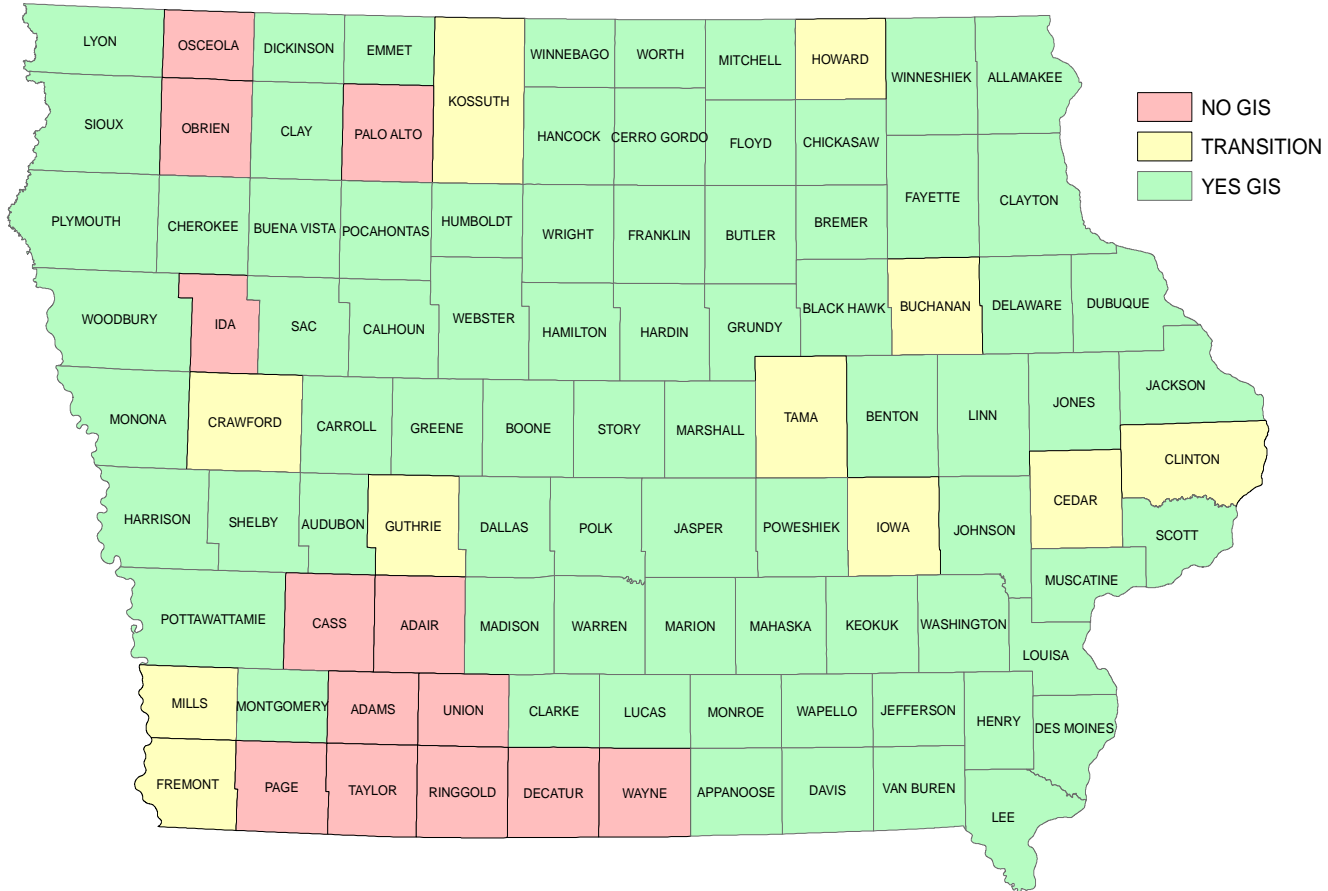 LYON
OSCEOLA
DICKINSON
EMMET
KOSSUTH
WINNEBAGO
WORTH
MITCHELL
HOWARD
WINNESHIEK
ALLAMAKEE
SIOUX
OBRIEN
CLAY
PALO ALTO
HANCOCK
CERRO GORDO
FLOYD
CHICKASAW
PLYMOUTH
CHEROKEE
BUENA VISTA
POCAHONTAS
HUMBOLDT
WRIGHT
FRANKLIN
BUTLER
BREMER
FAYETTE
CLAYTON
WOODBURY
IDA
SAC
CALHOUN
WEBSTER
HAMILTON
HARDIN
GRUNDY
BLACK HAWK
BUCHANAN
DELAWARE
DUBUQUE
MONONA
CRAWFORD
CARROLL
GREENE
BOONE
STORY
MARSHALL
TAMA
BENTON
LINN
JONES
JACKSON
CLINTON
HARRISON
SHELBY
AUDUBON
GUTHRIE
DALLAS
POLK
JASPER
POWESHIEK
IOWA
JOHNSON
CEDAR
SCOTT
MUSCATINE
POTTAWATTAMIE
CASS
ADAIR
MADISON
WARREN
MARION
MAHASKA
KEOKUK
WASHINGTON
LOUISA
MILLS
MONTGOMERY
ADAMS
UNION
CLARKE
LUCAS
MONROE
WAPELLO
JEFFERSON
HENRY
DES MOINES
FREMONT
PAGE
TAYLOR
RINGGOLD
DECATUR
WAYNE
APPANOOSE
DAVIS
VAN BUREN
LEE
NO GIS
TRANSITION
YES GIS